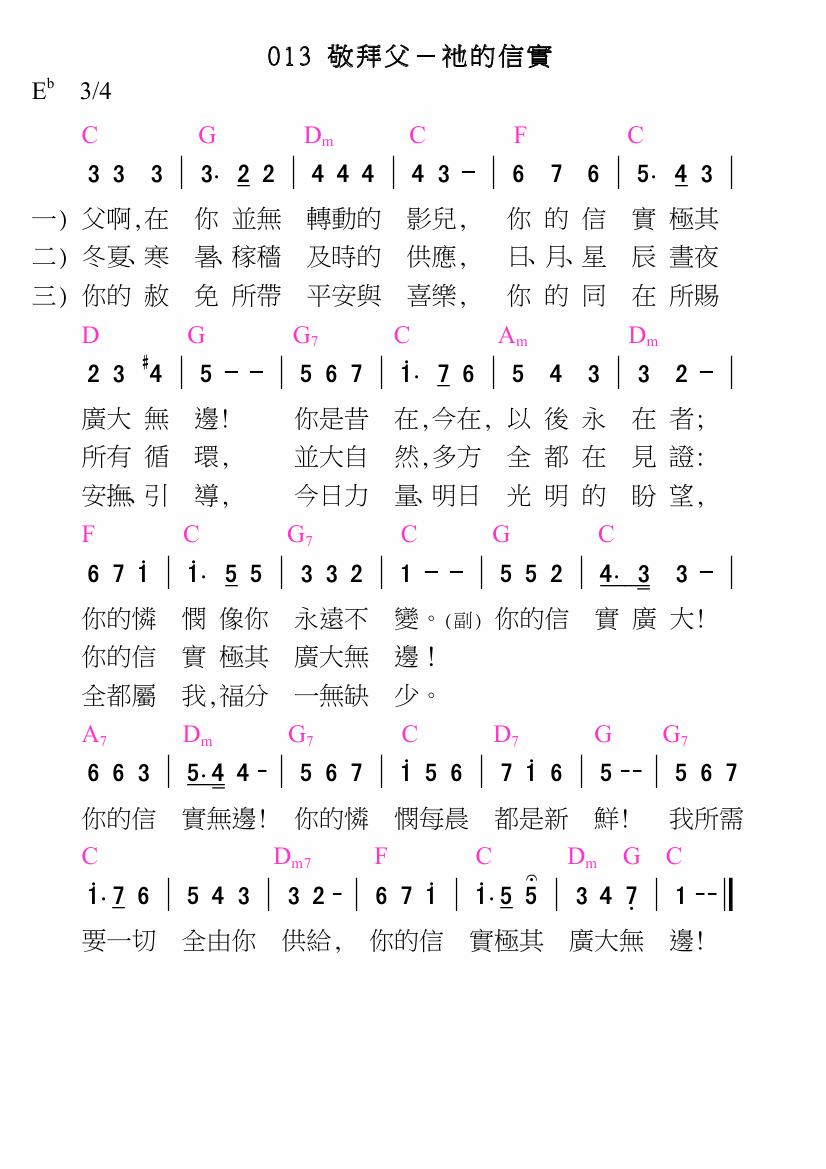 013 敬拜父－祂的信實
E♭ 3/4
C G Dm C F C
3 3 3 | 3. 2 2 | 4 4 4 | 4 3 - | 6 7 6 | 5. 4 3 |
一) 父啊,在 你 並無 轉動的 影兒, 你 的 信 實 極其
二) 冬夏、寒 暑、稼穡 及時的 供應, 日、月、星 辰 晝夜
三) 你的 赦 免 所帶 平安與 喜樂, 你 的 同 在 所賜
D G G7 C Am Dm
2 3 #4 | 5 - - | 5 6 7 | i. 7 6 | 5 4 3 | 3 2 - |
廣大 無 邊! 你是昔 在,今在, 以 後 永 在 者;
所有 循 環, 並大自 然,多方 全 都 在 見 證:
安撫、引 導, 今日力 量、明日 光 明 的 盼 望,
F C G7 C G C
6 7 i | i. 5 5 | 3 3 2 | 1 - - | 5 5 2 | 4. 3 3 - |
你的憐 憫 像你 永遠不 變。(副) 你的信 實 廣 大!
你的信 實 極其 廣大無 邊!
全都屬 我,福分 一無缺 少。
A7 Dm G7 C D7 G G7
6 6 3 | 5. 4 4 - | 5 6 7 | i 5 6 | 7 i 6 | 5 - - | 5 6 7
你的信 實無邊! 你的憐 憫每晨 都是新 鮮! 我所需
C Dm7 F C Dm G C
i. 7 6 | 5 4 3 | 3 2 - | 6 7 i | i. 5 5 | 3 4 7̣ | 1 - - ‖
要一切 全由你 供給, 你的信 實極其 廣大無 邊!